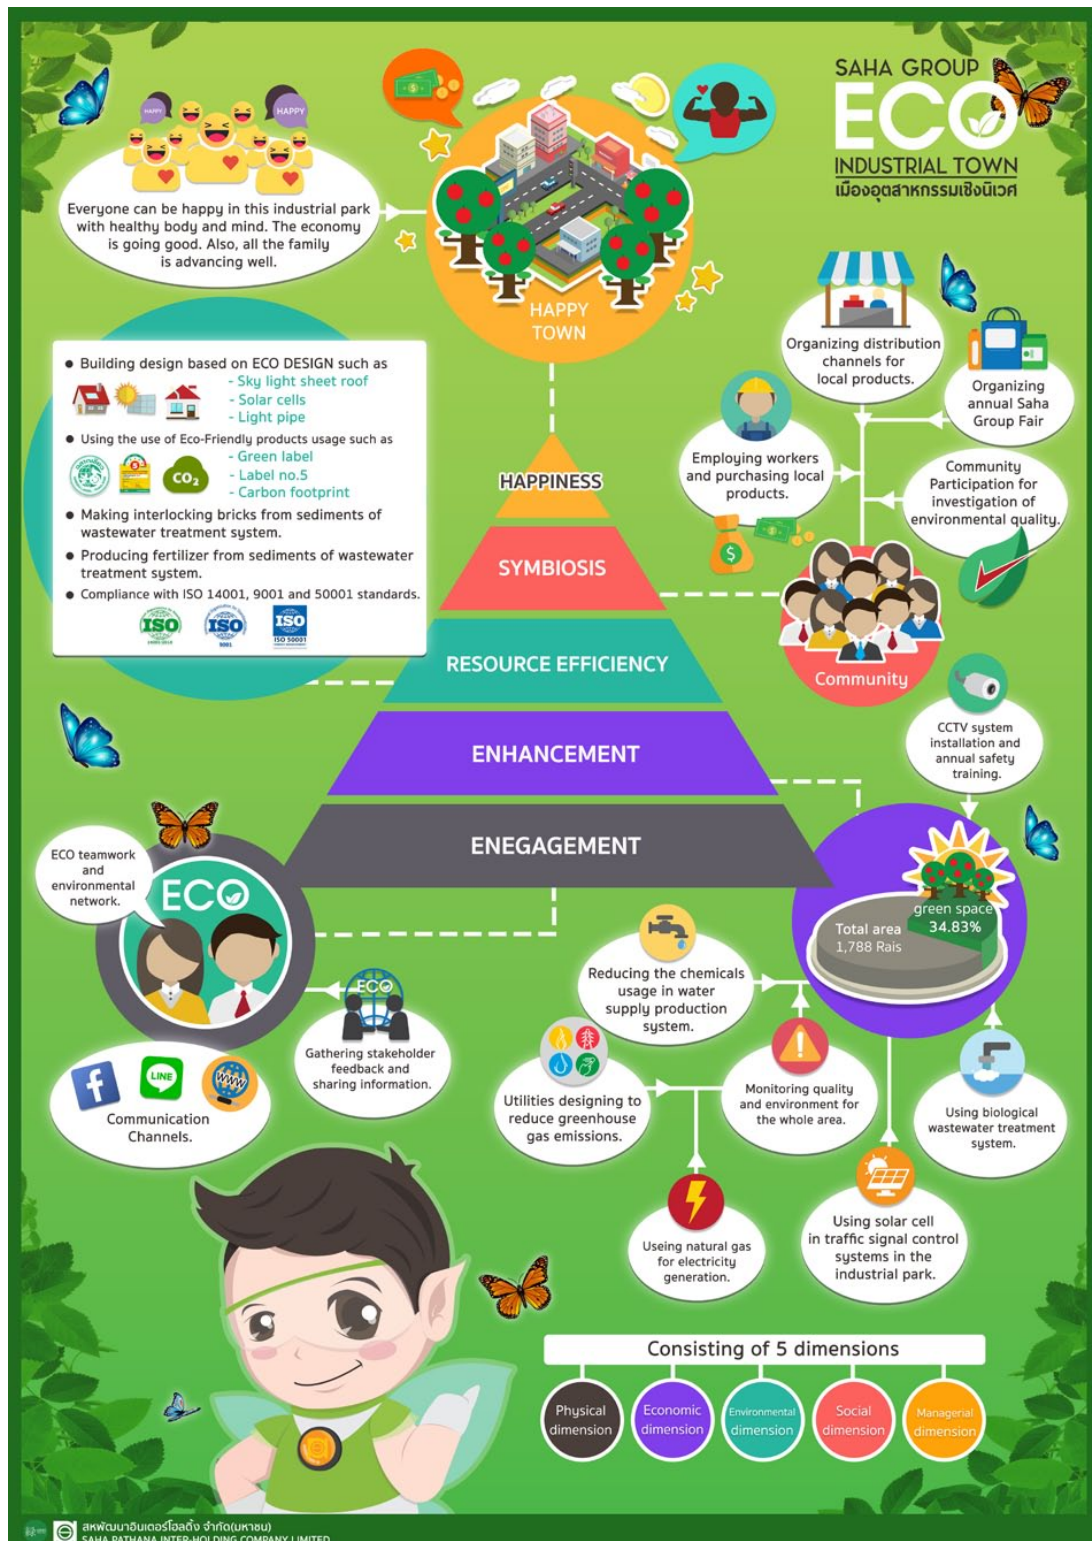 SAHA GROUP
ECO
INDUSTRIAL TOWN
เมืองอุตสาหกรรมเชิงนิเวศ
HAPPY
HAPPY
Everyone can be happy in this industrial park
with healthy body and mind. The economy
is going good. Also, all the family
is advancing well.
HAPPY
TOWN
● Building design based on ECO DESIGN such as
- Sky light sheet roof
- Solar cells
- Light pipe
● Using the use of Eco-Friendly products usage such as
- Green label
- Label no.5
- Carbon footprint
CO₂
● Making interlocking bricks from sediments of
wastewater treatment system.
● Producing fertilizer from sediments of wastewater
treatment system.
● Compliance with ISO 14001, 9001 and 50001 standards.
ISO
ISO
9001
ISO
ISO 50001
Organizing distribution
channels for
local products.
Organizing
annual Saha
Group Fair
Employing workers
and purchasing local
products.
Community
Participation for
investigation of
environmental quality.
$
Community
HAPPINESS
SYMBIOSIS
RESOURCE EFFICIENCY
ENHANCEMENT
ENEGAGEMENT
CCTV system
installation and
annual safety
training.
ECO teamwork
and
environmental
network.
ECO
green space
34.83%
Total area
1,788 Rais
Reducing the chemicals
usage in water
supply production
system.
ECO
Gathering stakeholder
feedback and
sharing information.
f
LINE
WWW
Communication
Channels.
Utilities designing to
reduce greenhouse
gas emissions.
Monitoring quality
and environment for
the whole area.
Using biological
wastewater treatment
system.
Useing natural gas
for electricity
generation.
Using solar cell
in traffic signal control
systems in the
industrial park.
Consisting of 5 dimensions
Physical
dimension
Economic
dimension
Environmental
dimension
Social
dimension
Managerial
dimension
สหพัฒนาอินเตอร์โฮลดิ้ง จำกัด(มหาชน)
SAHA PATHANA INTER-HOLDING COMPANY LIMITED